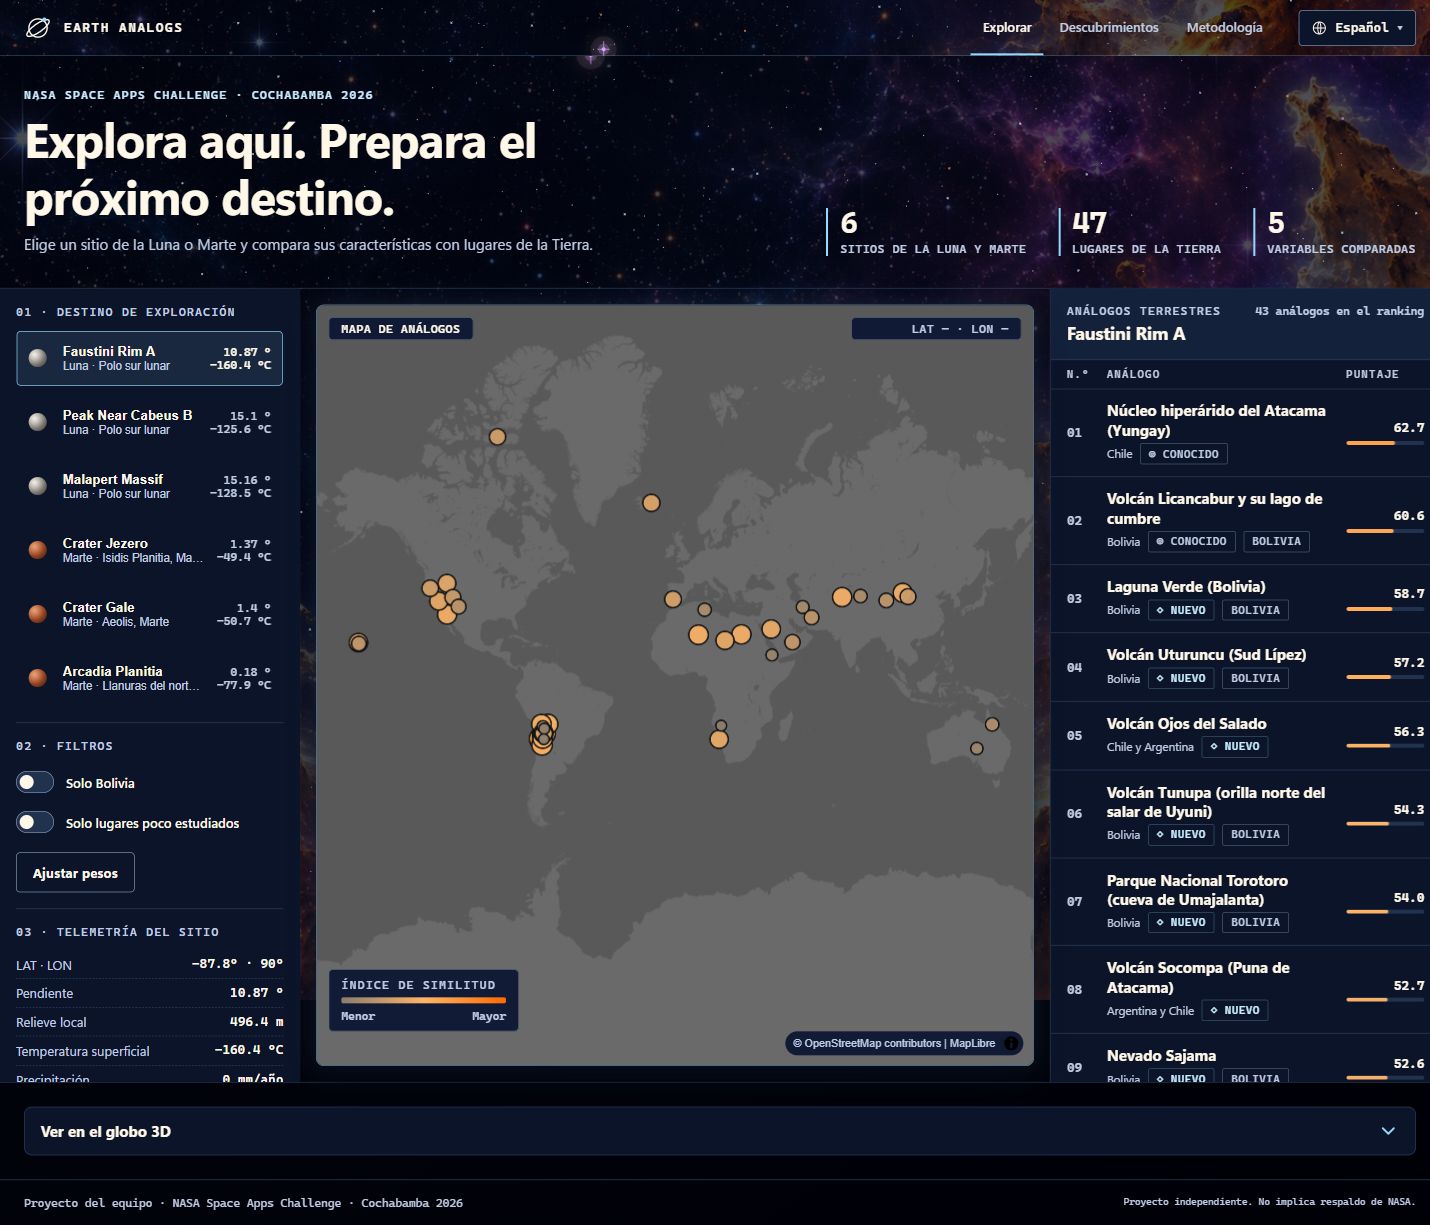 EARTH ANALOGS
Explorar
Descubrimientos
Metodología
Español
NASA SPACE APPS CHALLENGE · COCHABAMBA 2026
Explora aquí. Prepara el
próximo destino.
Elige un sitio de la Luna o Marte y compara sus características con lugares de la Tierra.
6
SITIOS DE LA LUNA Y MARTE
47
LUGARES DE LA TIERRA
5
VARIABLES COMPARADAS
01 · DESTINO DE EXPLORACIÓN
Faustini Rim A 10.87 °
Luna · Polo sur lunar −160.4 °C
Peak Near Cabeus B 15.1 °
Luna · Polo sur lunar −125.6 °C
Malapert Massif 15.16 °
Luna · Polo sur lunar −128.5 °C
Crater Jezero 1.37 °
Marte · Isidis Planitia, Ma... −49.4 °C
Crater Gale 1.4 °
Marte · Aeolis, Marte −50.7 °C
Arcadia Planitia 0.18 °
Marte · Llanuras del nort... −77.9 °C
02 · FILTROS
Solo Bolivia
Solo lugares poco estudiados
Ajustar pesos
03 · TELEMETRÍA DEL SITIO
LAT · LON −87.8° · 90°
Pendiente 10.87 °
Relieve local 496.4 m
Temperatura superficial −160.4 °C
Precipitación 0 mm/año
MAPA DE ANÁLOGOS
LAT — · LON —
ÍNDICE DE SIMILITUD
Menor Mayor
© OpenStreetMap contributors | MapLibre
ANÁLOGOS TERRESTRES 43 análogos en el ranking
Faustini Rim A
N.° ANÁLOGO PUNTAJE
01 Núcleo hiperárido del Atacama
(Yungay) 62.7
Chile CONOCIDO
02 Volcán Licancabur y su lago de
cumbre 60.6
Bolivia CONOCIDO BOLIVIA
03 Laguna Verde (Bolivia) 58.7
Bolivia NUEVO BOLIVIA
04 Volcán Uturuncu (Sud Lípez) 57.2
Bolivia NUEVO BOLIVIA
05 Volcán Ojos del Salado 56.3
Chile y Argentina NUEVO
06 Volcán Tunupa (orilla norte del
salar de Uyuni) 54.3
Bolivia NUEVO BOLIVIA
07 Parque Nacional Torotoro
(cueva de Umajalanta) 54.0
Bolivia NUEVO BOLIVIA
08 Volcán Socompa (Puna de
Atacama) 52.7
Argentina y Chile NUEVO
09 Nevado Sajama 52.6
Bolivia NUEVO BOLIVIA
Ver en el globo 3D
Proyecto del equipo · NASA Space Apps Challenge · Cochabamba 2026
Proyecto independiente. No implica respaldo de NASA.